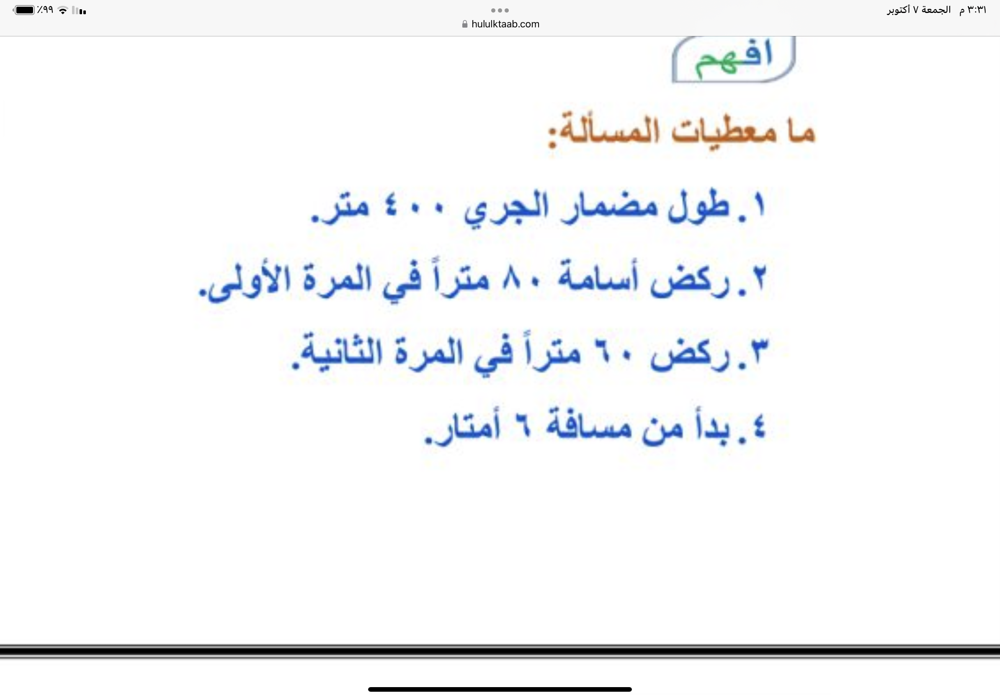 ٣:٣١ م الجمعة ٧ أكتوبر
٪٩٩
hululktaab.com
افهم
ما معطيات المسألة:
١. طول مضمار الجري ٤٠٠ متر.
٢. ركض أسامة ٨٠ متراً في المرة الأولى.
٣. ركض ٦٠ متراً في المرة الثانية.
٤. بدأ من مسافة ٦ أمتار.